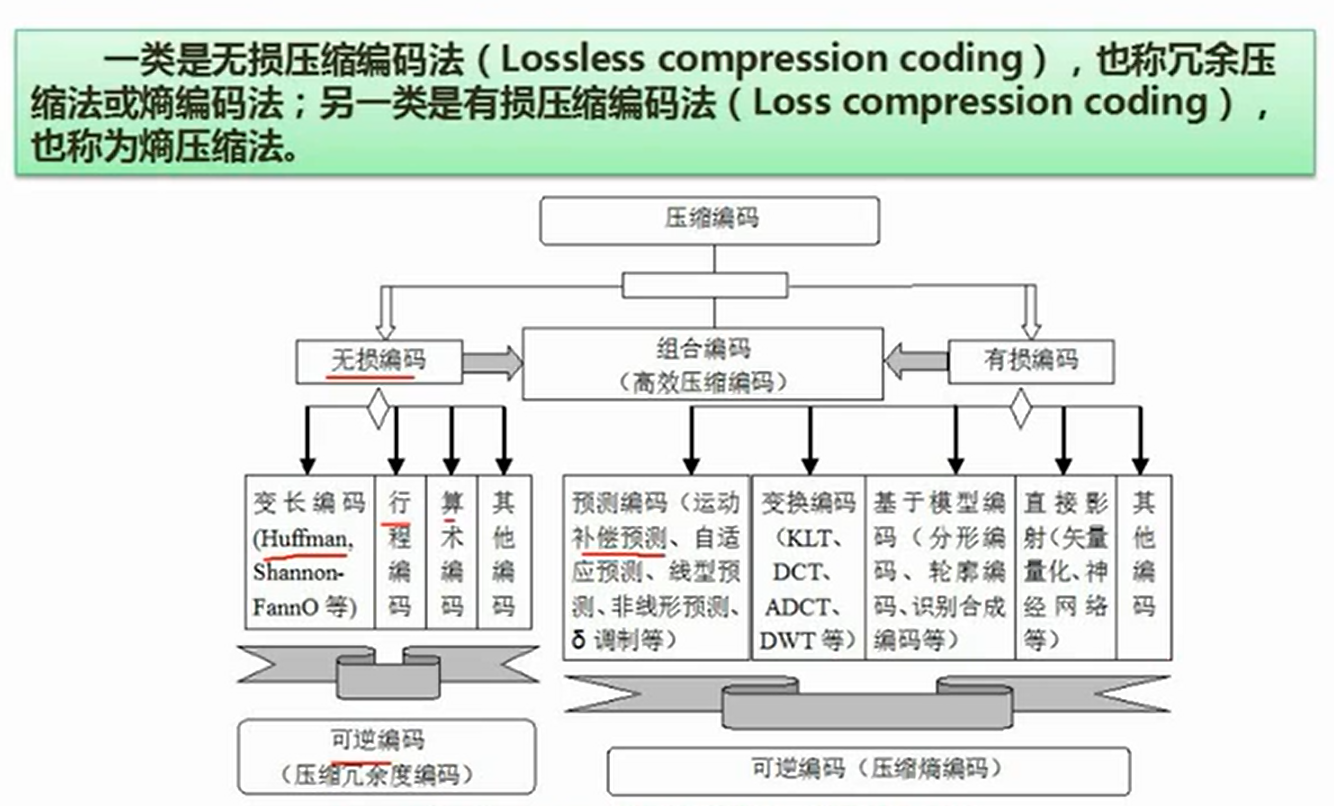 一类是无损压缩编码法（Lossless compression coding），也称冗余压
缩法或熵编码法；另一类是有损压缩编码法（Loss compression coding），
也称为熵压缩法。
压缩编码
无损编码
组合编码
（高效压缩编码）
有损编码
变长编码
(Huffman,
Shannon-
FannO 等)
行
程
编
码
算
术
编
码
其
他
编
码
预测编码（运动
补偿预测、自适
应预测、线型预
测、非线形预测、
δ 调制等）
变换编码
（KLT、
DCT、
ADCT、
DWT 等）
基于模型编
码（分形编
码、轮廓编
码、识别合成
编码等）
直接影
射（矢量
量化、神
经网络
等）
其
他
编
码
可逆编码
（压缩冗余度编码）
可逆编码（压缩熵编码）